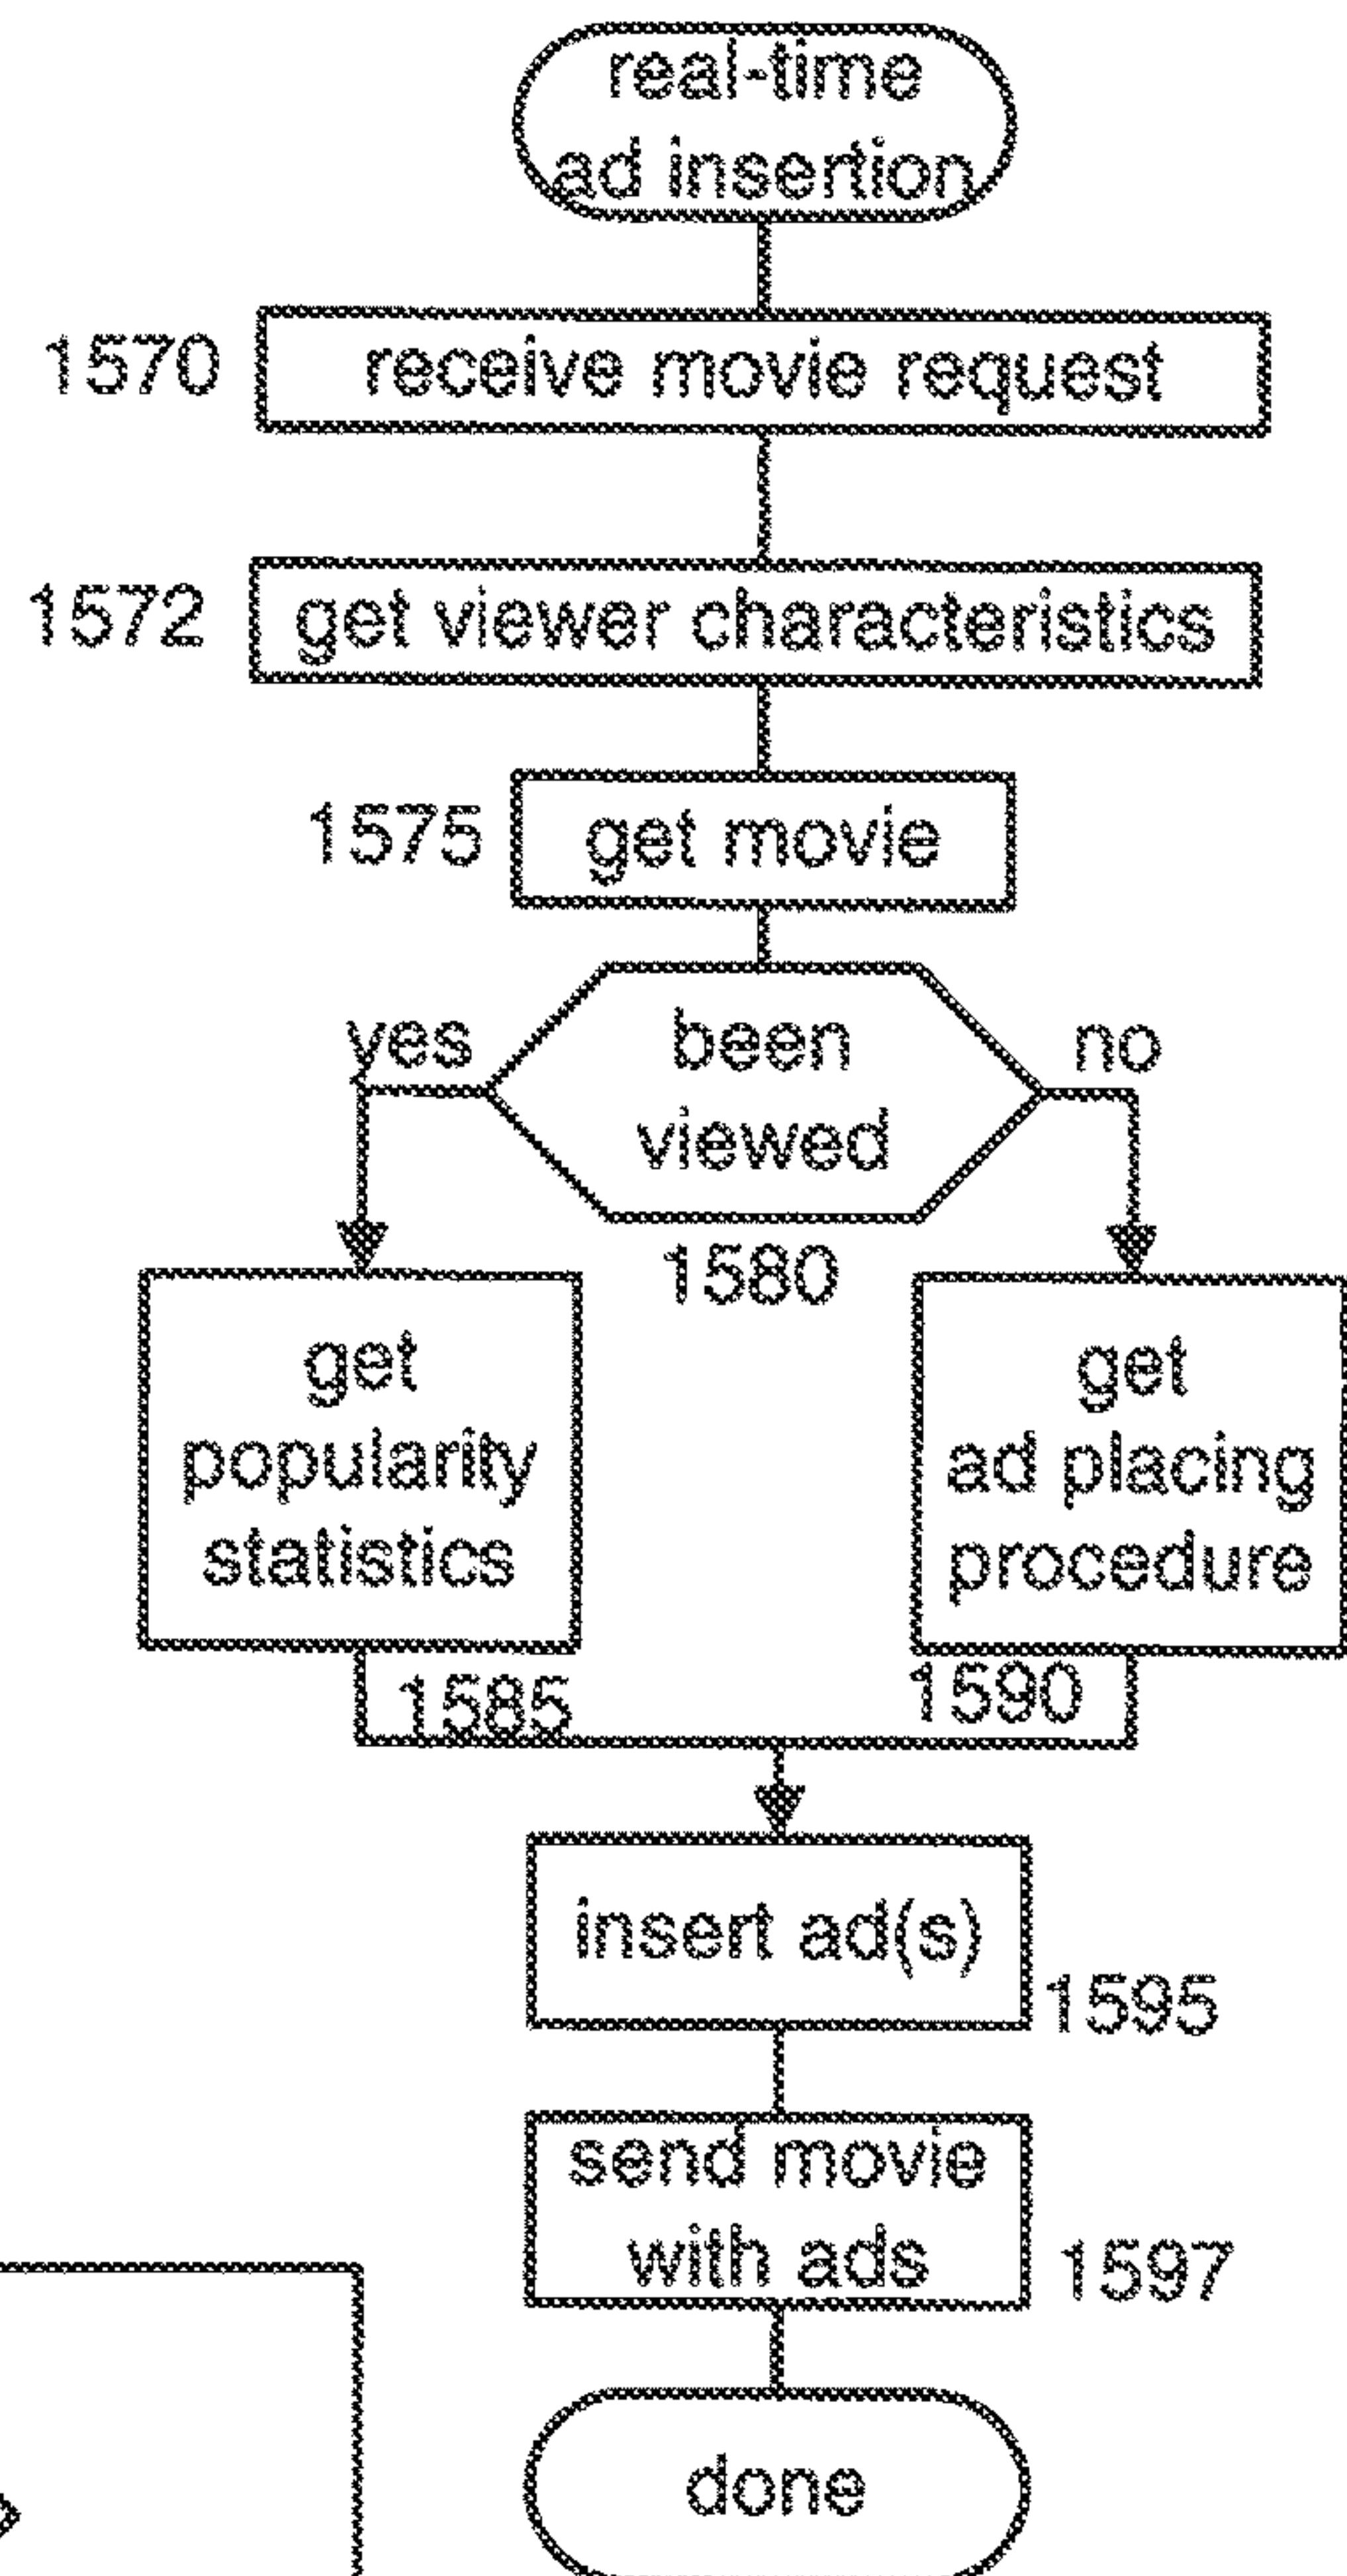 real-time
ad insertion
1570
receive movie request
1572
get viewer characteristics
1575
get movie
yes
been
viewed
no
1580
get
popularity
statistics
get
ad placing
procedure
1585
1590
insert ad(s)
1595
send movie
with ads
1597
done